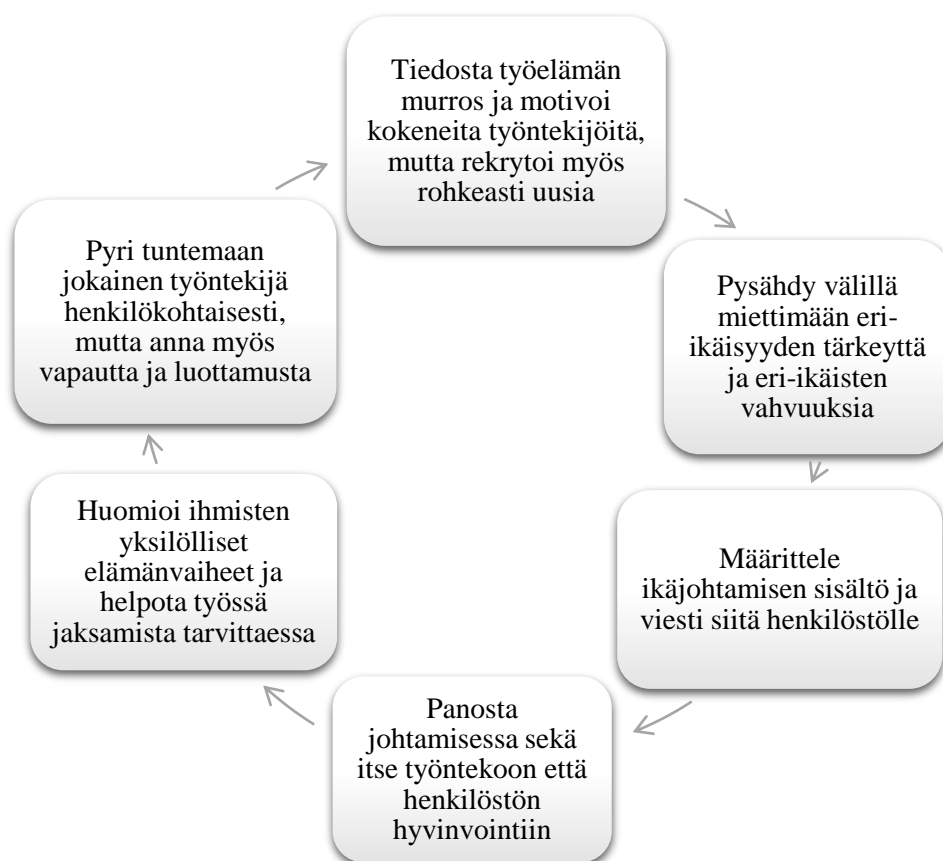 Tiedosta työelämän
murros ja motivoi
kokeneita työntekijöitä,
mutta rekrytoi myös
rohkeasti uusia
Pysähdy välillä
miettimään eri-
ikäisyyden tärkeyttä
ja eri-ikäisten
vahvuuksia
Määrittele
ikäjohtamisen sisältö ja
viesti siitä henkilöstölle
Panosta
johtamisessa sekä
itse työntekoon että
henkilöstön
hyvinvointiin
Huomioi ihmisten
yksilölliset
elämänvaiheet ja
helpota työssä
jaksamista tarvittaessa
Pyri tuntemaan
jokainen työntekijä
henkilökohtaisesti,
mutta anna myös
vapautta ja luottamusta